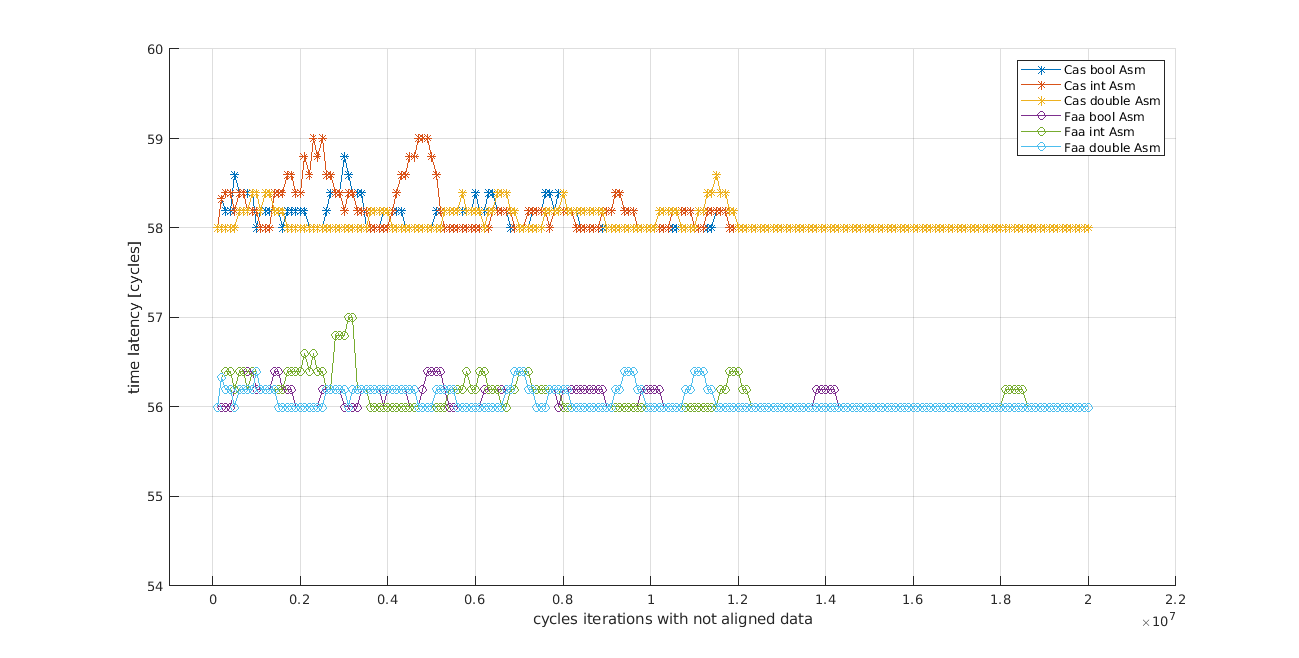 60
59
58
57
56
55
54
time latency [cycles]
0
0.2
0.4
0.6
0.8
1
1.2
1.4
1.6
1.8
2
2.2
×10^7
cycles iterations with not aligned data
Cas bool Asm
Cas int Asm
Cas double Asm
Faa bool Asm
Faa int Asm
Faa double Asm